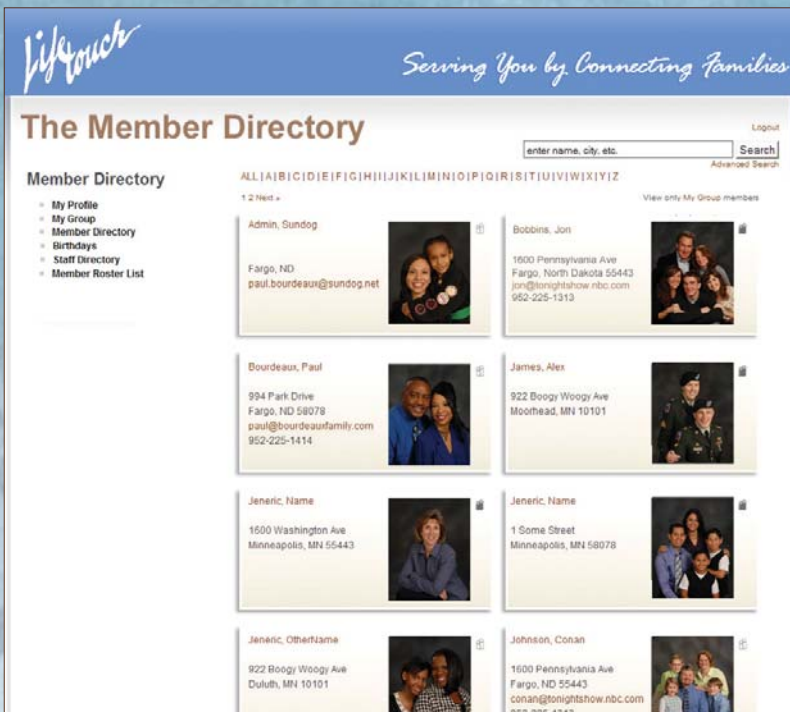 Lifetouch
Serving You by Connecting Families
The Member Directory
Logout
enter name, city, etc.
Search
Advanced Search
Member Directory
My Profile
My Group
Member Directory
Birthdays
Staff Directory
Member Roster List
ALL|A|B|C|D|E|F|G|H|I|J|K|L|M|N|O|P|Q|R|S|T|U|V|W|X|Y|Z
1 2 Next »
View only My Group members
Admin, Sundog
Fargo, ND
paul.bourdeaux@sundog.net
Bobbins, Jon
1600 Pennsylvania Ave
Fargo, North Dakota 55443
jon@tonightshow.nbc.com
952-225-1313
Bourdeaux, Paul
994 Park Drive
Fargo, ND 58078
paul@bourdeauxfamily.com
952-225-1414
James, Alex
922 Boogy Woogy Ave
Moorhead, MN 10101
Jeneric, Name
1600 Washington Ave
Minneapolis, MN 55443
Jeneric, Name
1 Some Street
Minneapolis, MN 58078
Jeneric, OtherName
922 Boogy Woogy Ave
Duluth, MN 10101
Johnson, Conan
1600 Pennsylvania Ave
Fargo, ND 55443
conan@tonightshow.nbc.com